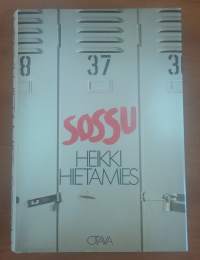 8 37 3
SOSSU
HEIKKI
HIETAMIES
OTAVA